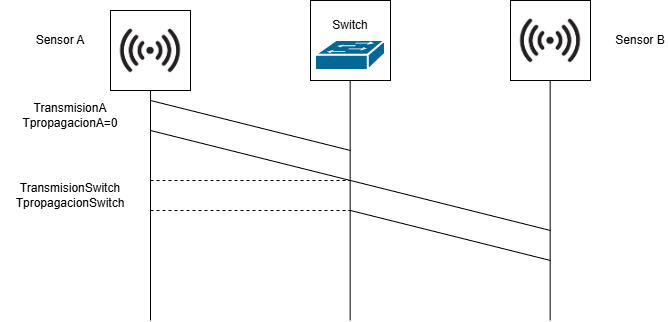 Sensor A
Switch
Sensor B
TransmisionA
TpropagacionA=0
TransmisionSwitch
TpropagacionSwitch